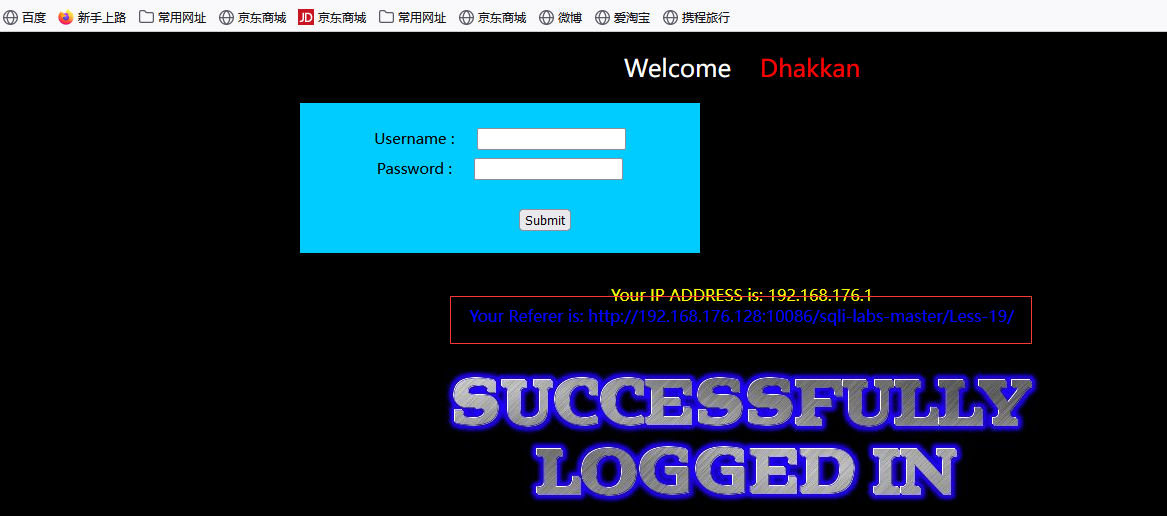 百度 新手上路 常用网址 京东商城 JD 京东商城 常用网址 京东商城 微博 爱淘宝 携程旅行
Welcome Dhakkan
Username :
Password :
Submit
Your IP ADDRESS is: 192.168.176.1
Your Referer is: http://192.168.176.128:10086/sqli-labs-master/Less-19/
SUCCESSFULLY
LOGGED IN